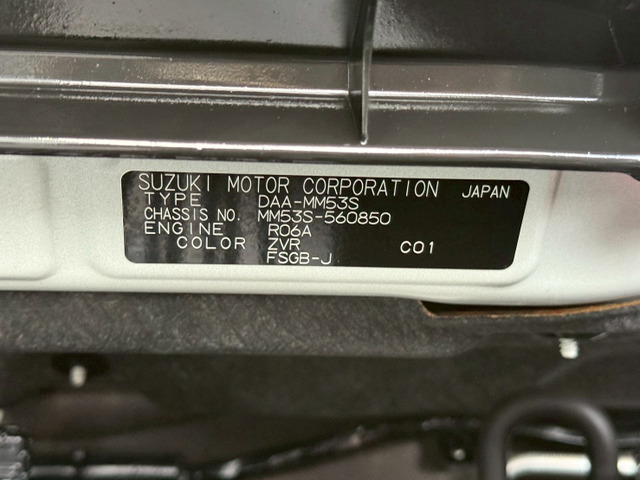 SUZUKI MOTOR CORPORATION JAPAN
TYPE DAA-MM53S
CHASSIS NO. MM53S-560850
ENGINE R06A
COLOR ZVR C01
FSGB-J